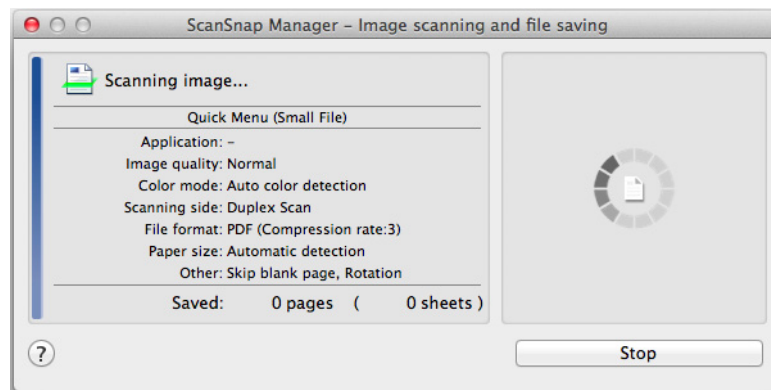 ScanSnap Manager – Image scanning and file saving
Scanning image...
Quick Menu (Small File)
Application: –
Image quality: Normal
Color mode: Auto color detection
Scanning side: Duplex Scan
File format: PDF (Compression rate:3)
Paper size: Automatic detection
Other: Skip blank page, Rotation
Saved: 0 pages ( 0 sheets )
? Stop